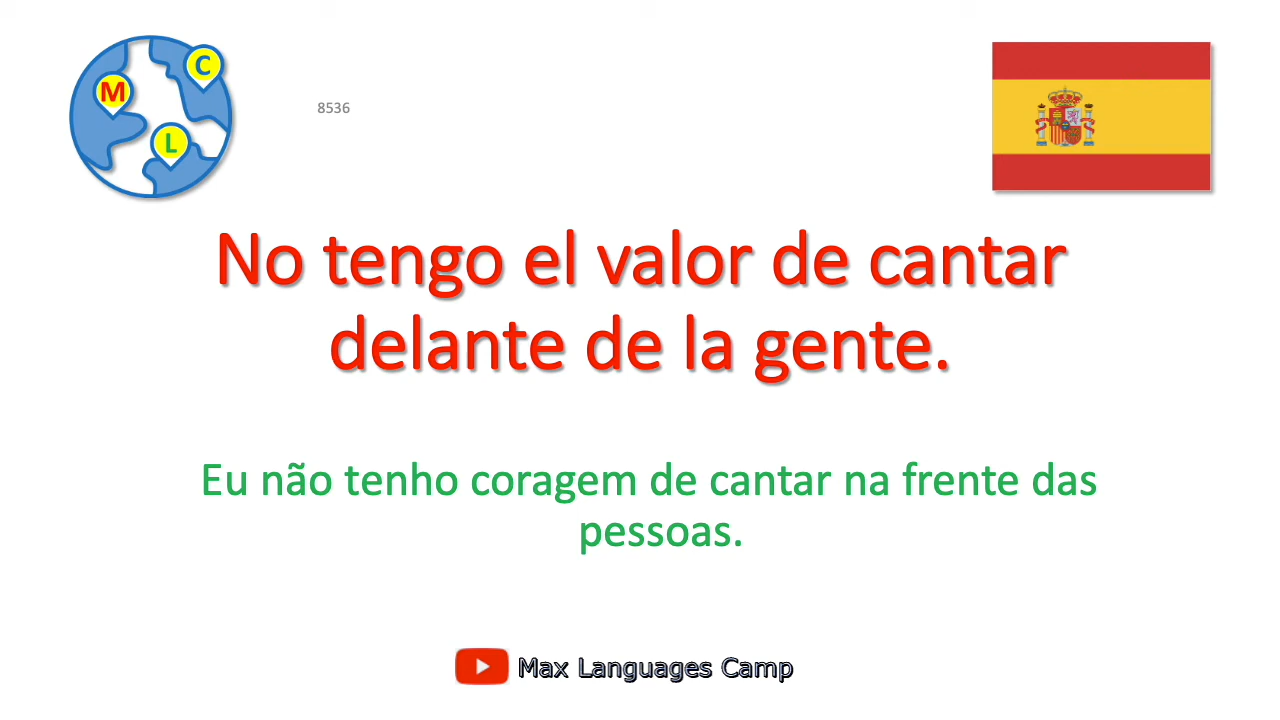 M
C
L
8536
No tengo el valor de cantar
delante de la gente.
Eu não tenho coragem de cantar na frente das
pessoas.
Max Languages Camp